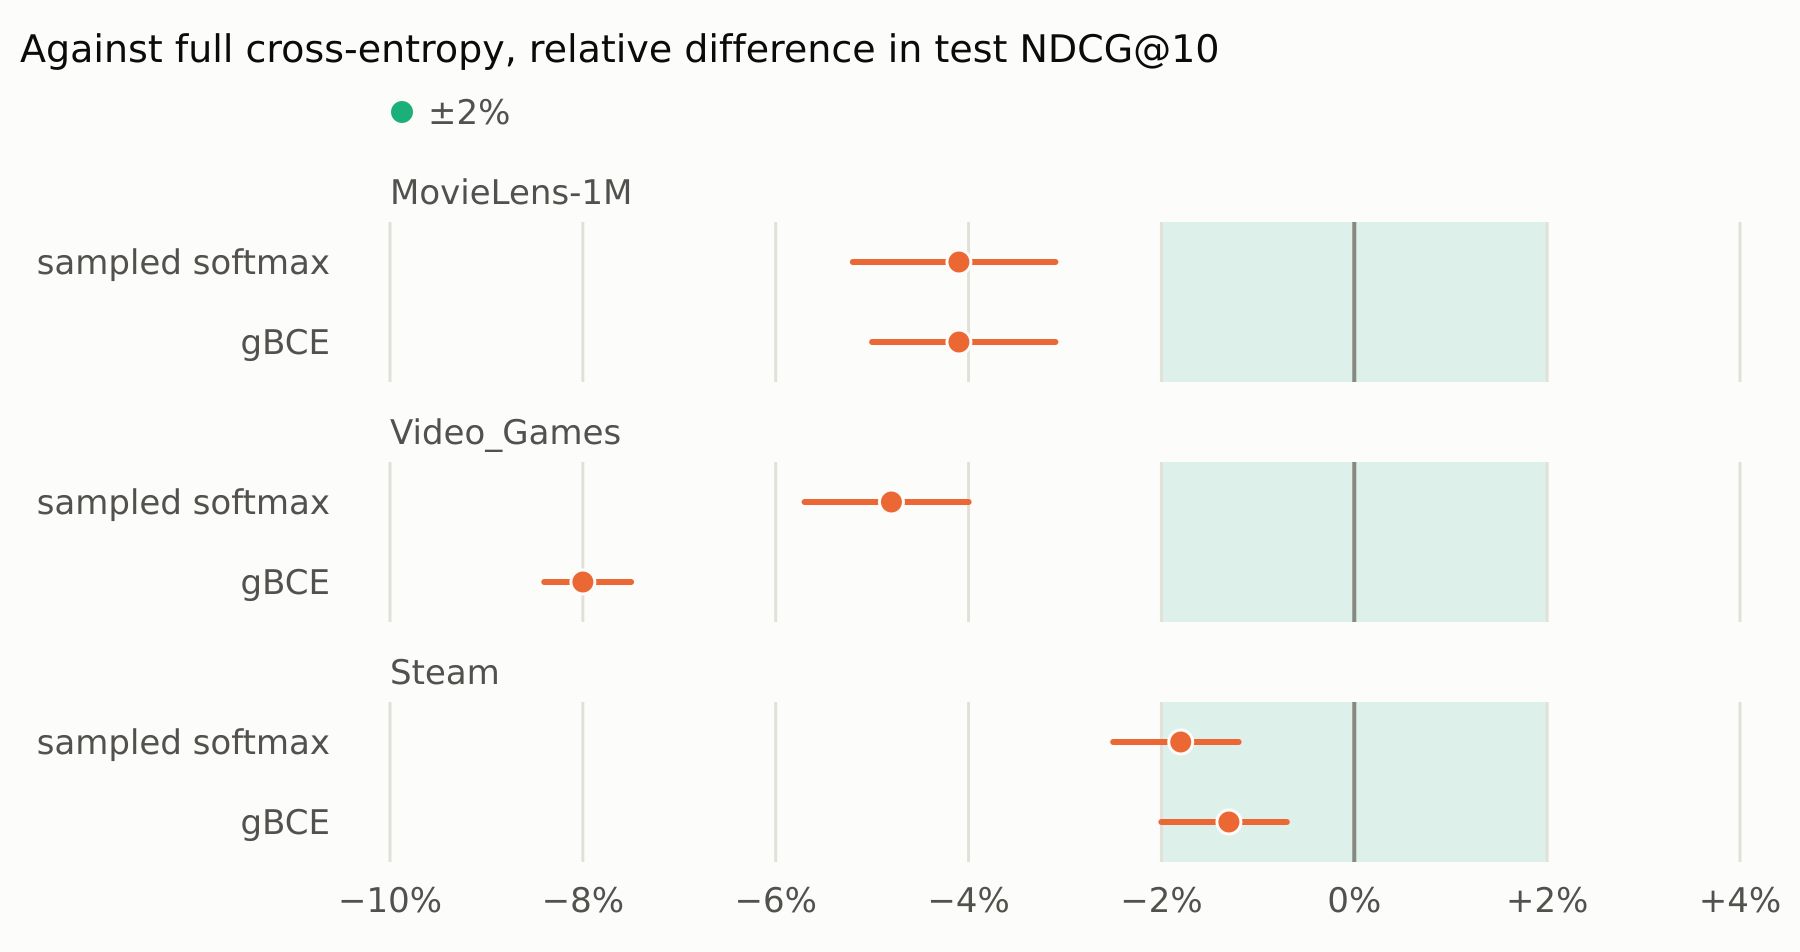 Against full cross-entropy, relative difference in test NDCG@10
±2%
MovieLens-1M
sampled softmax
gBCE
Video_Games
sampled softmax
gBCE
Steam
sampled softmax
gBCE
−10% −8% −6% −4% −2% 0% +2% +4%